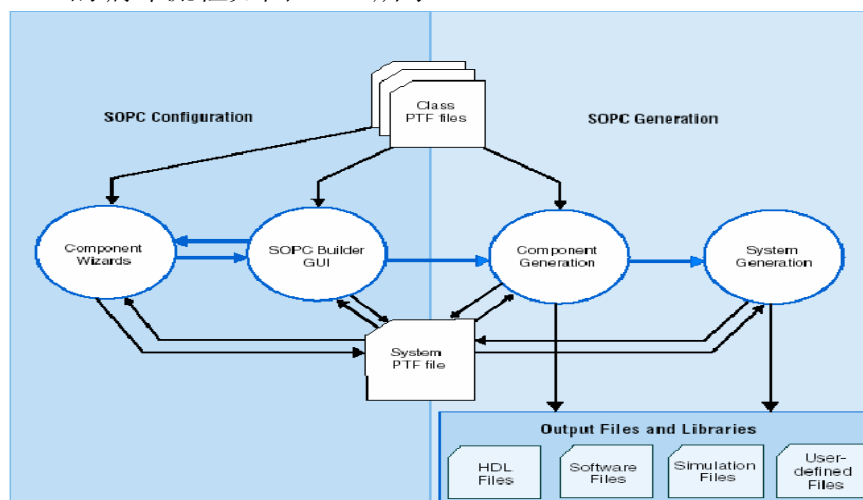 Class
PTF files
SOPC Configuration
SOPC Generation
Component
Wizards
SOPC Builder
GUI
Component
Generation
System
Generation
System
PTF file
Output Files and Libraries
HDL
Files
Software
Files
Simulation
Files
User-
defined
Files